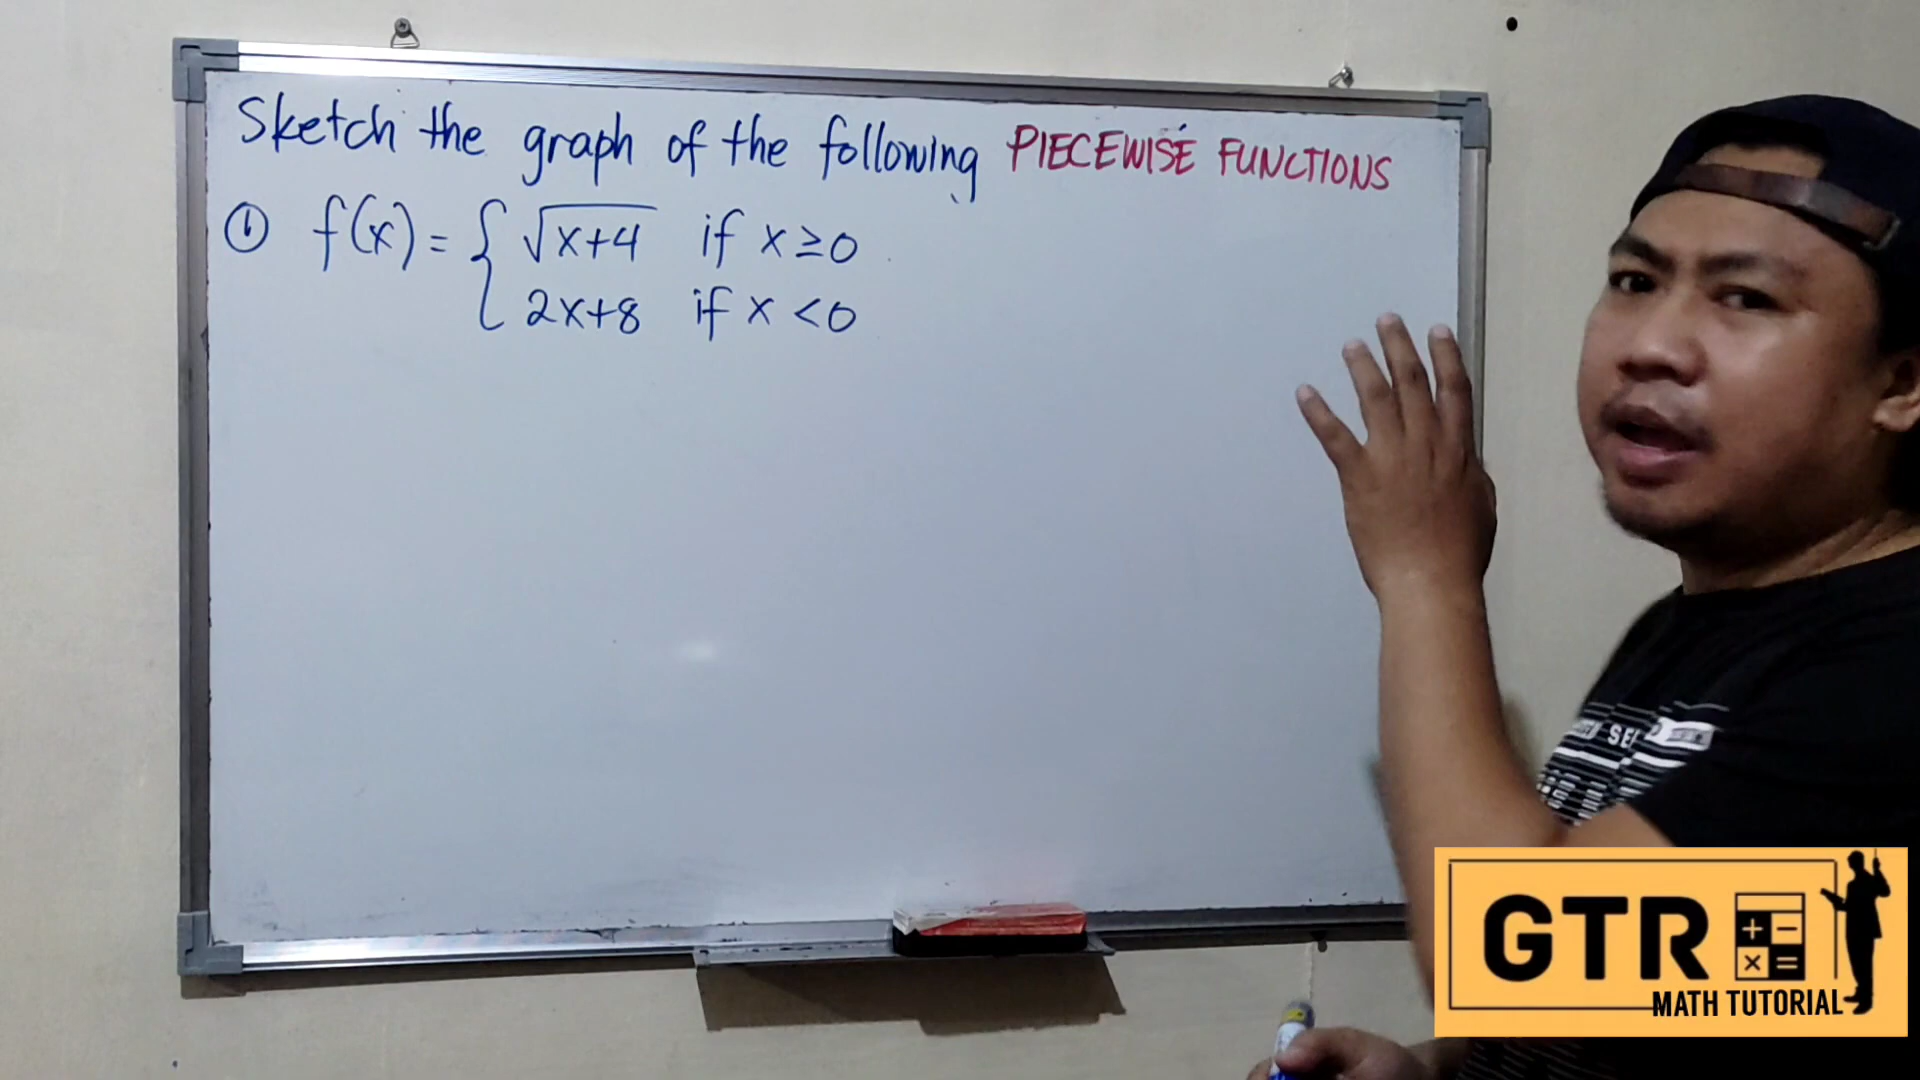 Sketch the graph of the following PIECEWISE FUNCTIONS
① f(x) = { √x+4 if x ≥ 0
2x+8 if x < 0
GTR
+ −
× =
MATH TUTORIAL